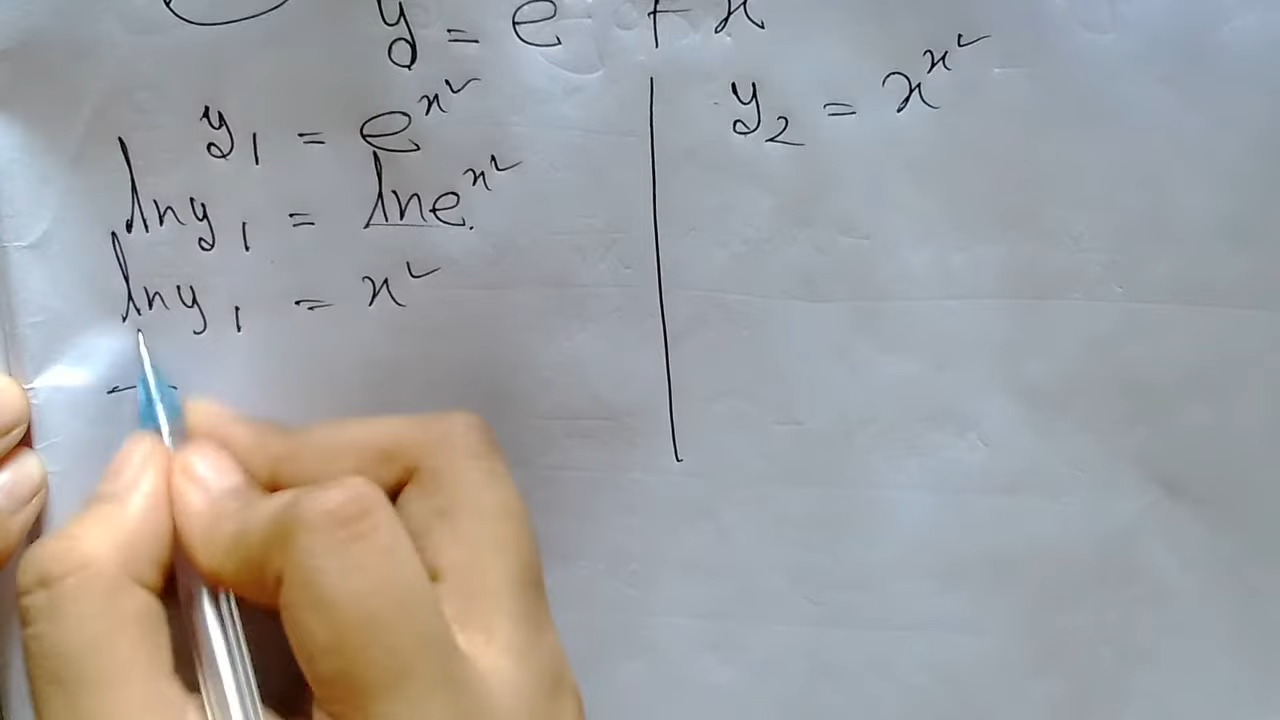 y = e + x
y₁ = e^x²
ln y₁ = ln e^x²
ln y₁ = x²
y₂ = x^x²